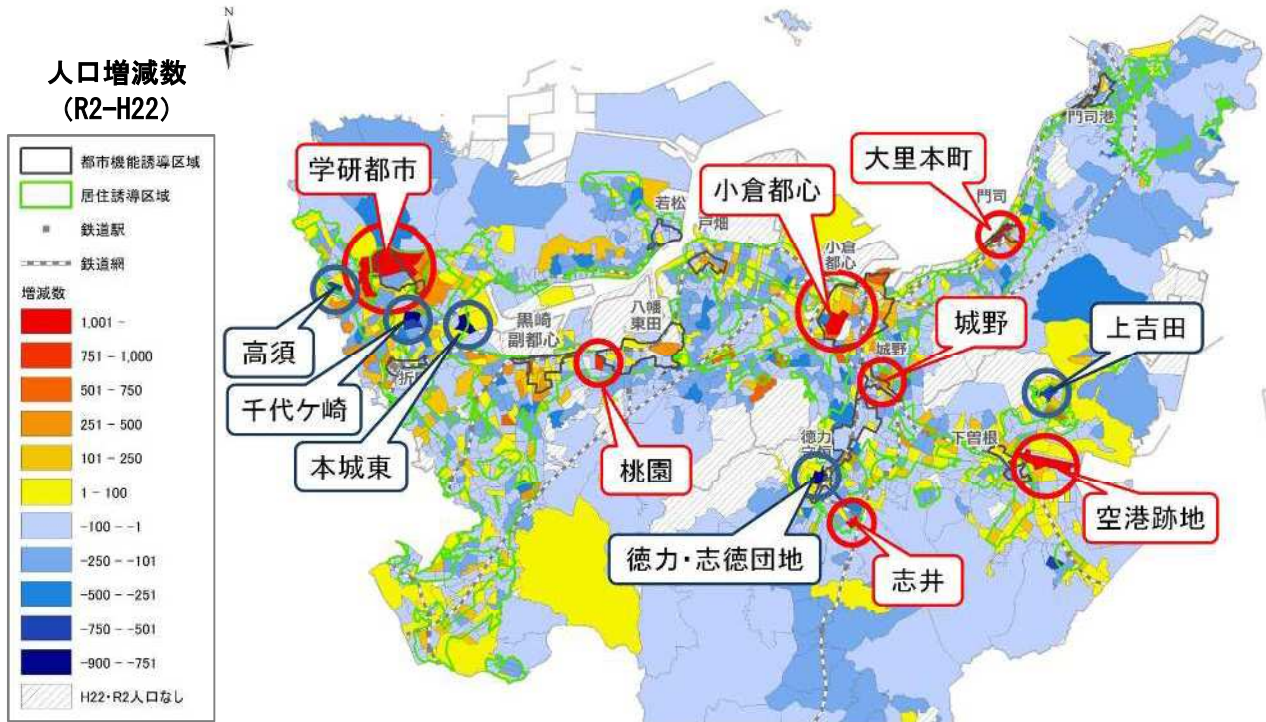 N
人口増減数
(R2-H22)
都市機能誘導区域
居住誘導区域
鉄道駅
鉄道網
増減数
1,001 -
751 - 1,000
501 - 750
251 - 500
101 - 250
1 - 100
-100 - -1
-250 - -101
-500 - -251
-750 - -501
-900 - -751
H22・R2人口なし
学研都市
高須
千代ケ崎
本城東
桃園
小倉都心
大里本町
城野
上吉田
空港跡地
徳力・志徳団地
志井
門司港
門司
若松
戸畑
小倉
都心
八幡
東田
黒崎
副都心
城野
下曽根
徳力